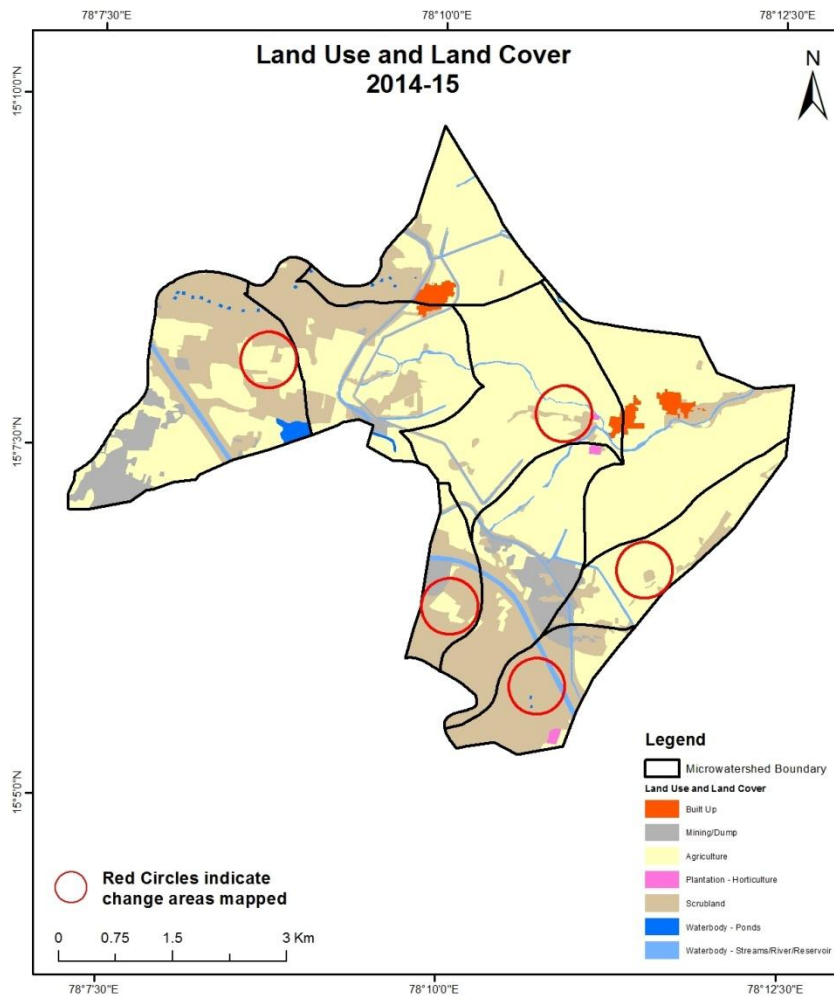 78°7'30"E
78°10'0"E
78°12'30"E
Land Use and Land Cover
2014-15
N
15°10'0"N
15°7'30"N
15°5'0"N
Legend
Microwatershed Boundary
Land Use and Land Cover
Built Up
Mining/Dump
Agriculture
Plantation - Horticulture
Scrubland
Waterbody - Ponds
Waterbody - Streams/River/Reservoir
Red Circles indicate
change areas mapped
0 0.75 1.5 3 Km
78°7'30"E
78°10'0"E
78°12'30"E